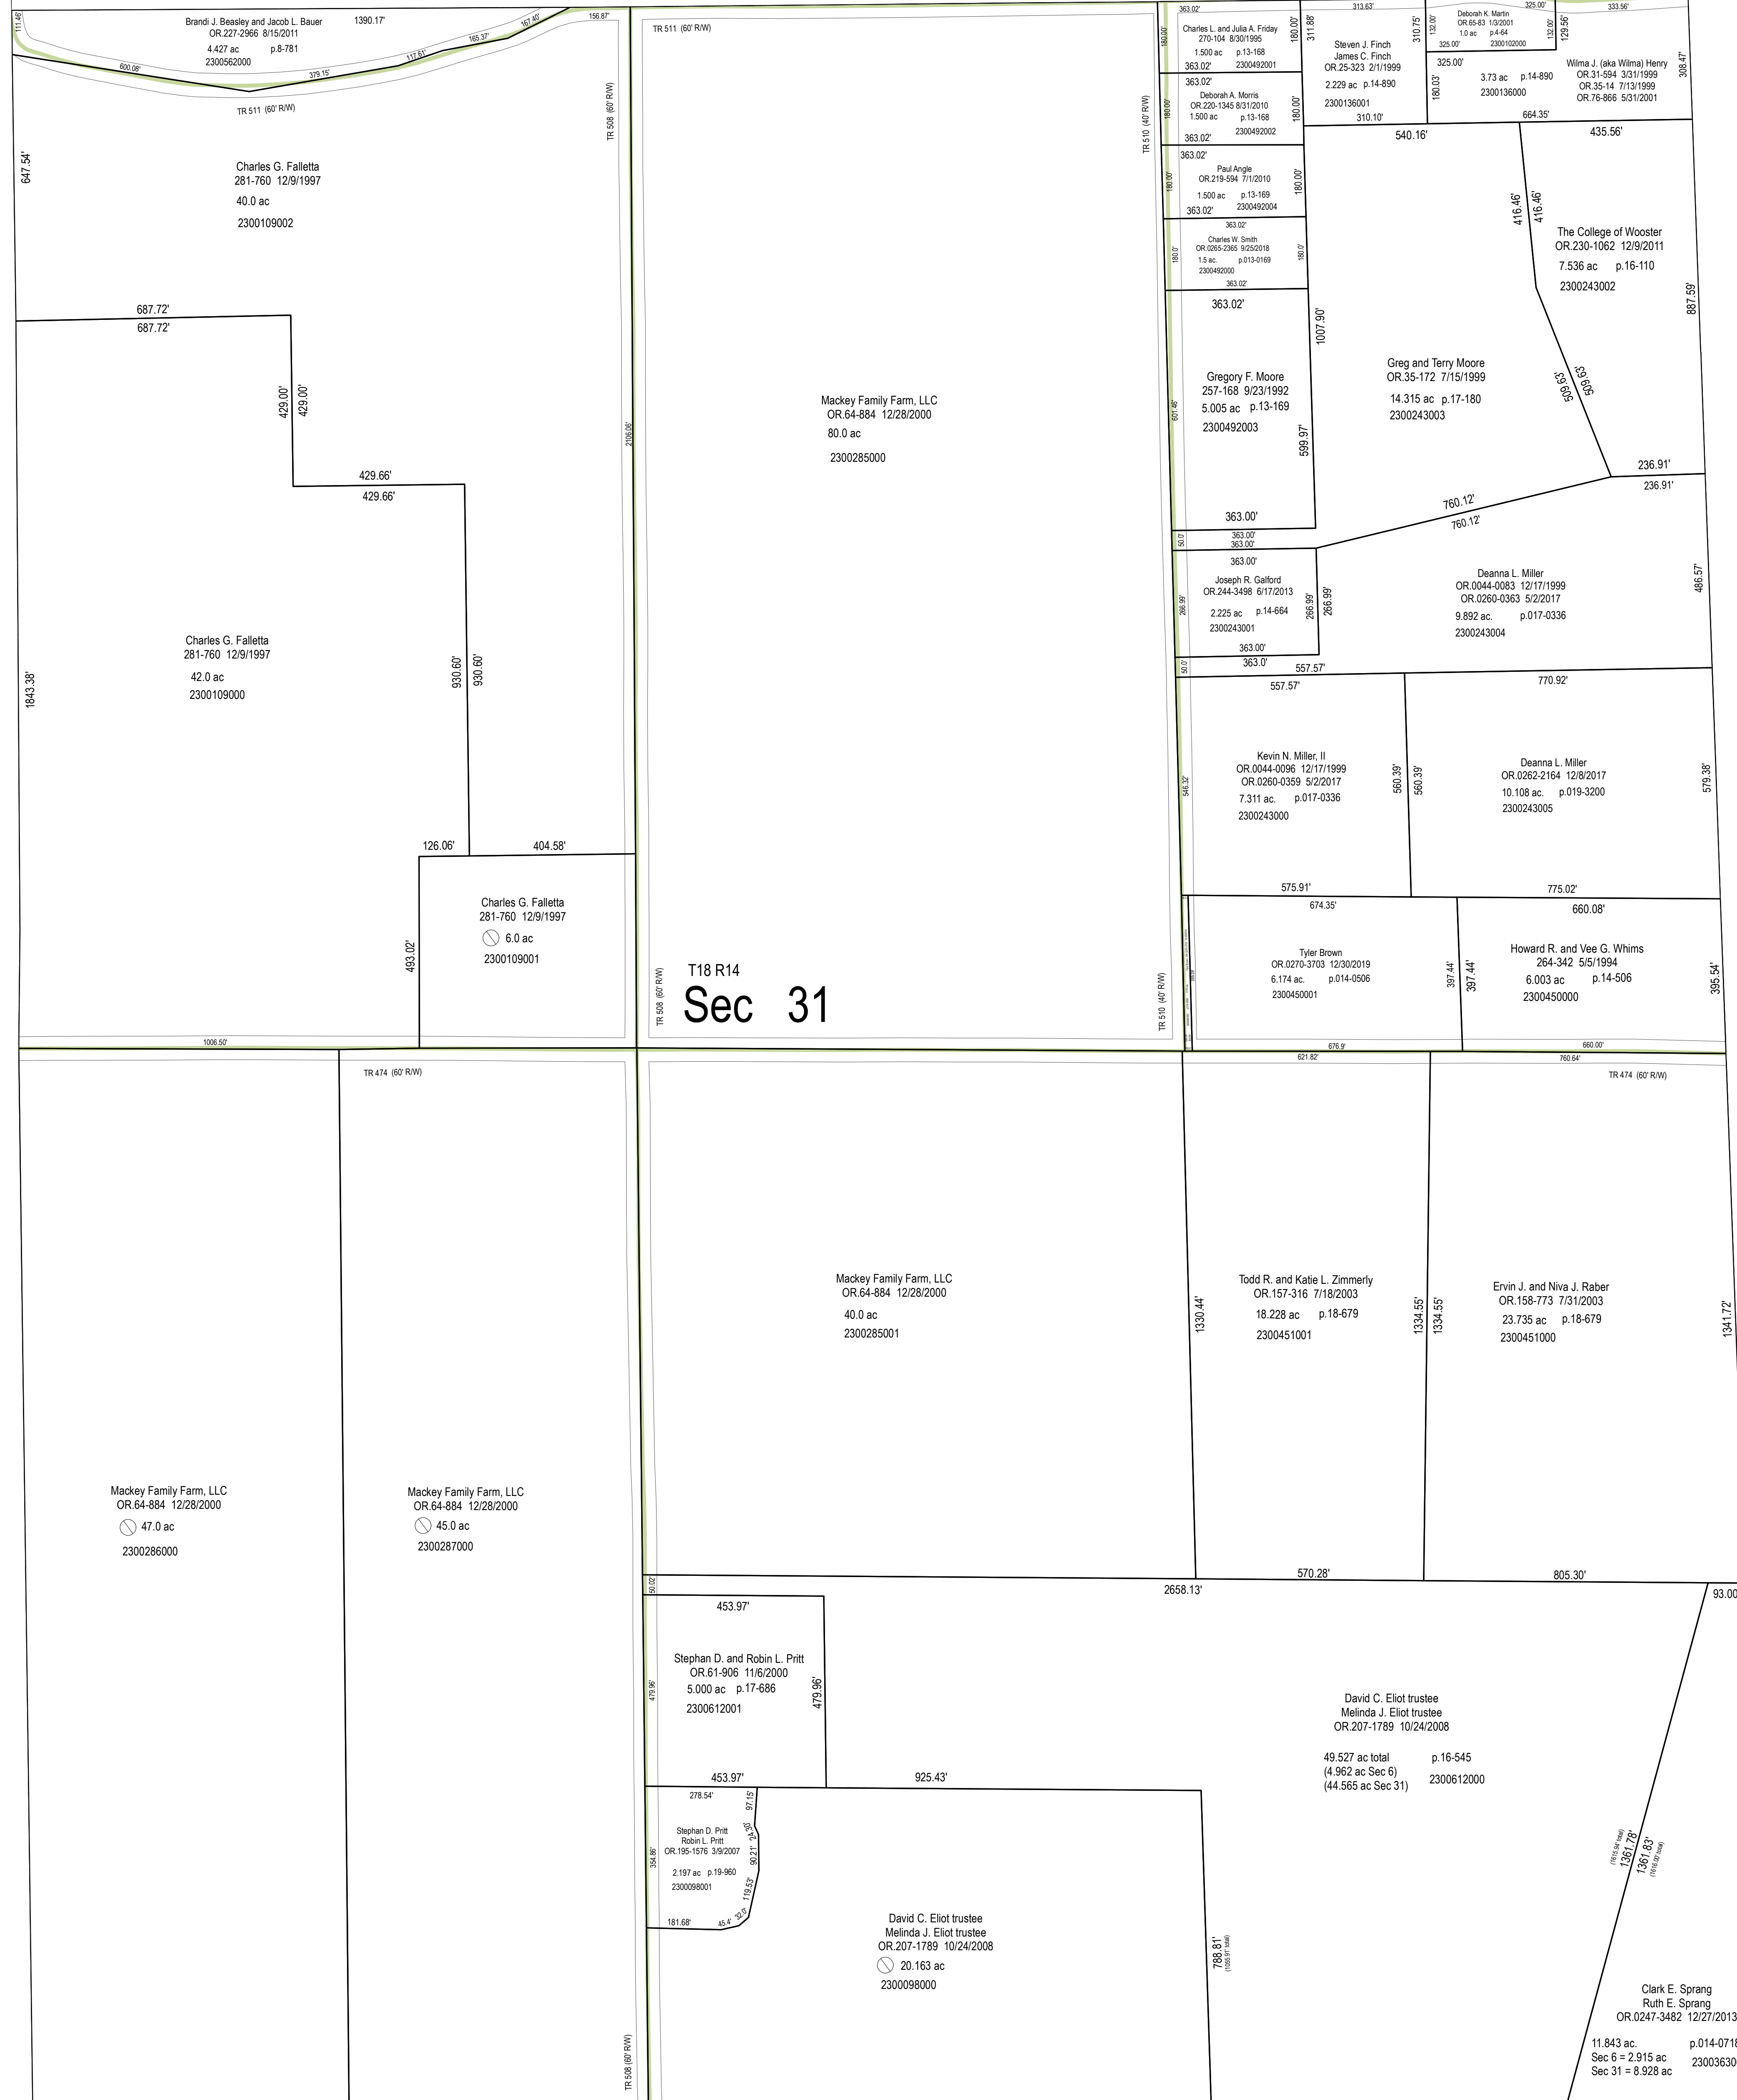 Brandi J. Beasley and Jacob L. Bauer
OR.227-2966 8/15/2011
4.427 ac p.8-781
2300562000
1390.17'
111.46'
600.08'
379.15'
117.61'
165.37'
167.40'
156.87'
TR 511 (60' R/W)
TR 508 (60' R/W)
647.54'
Charles G. Falletta
281-760 12/9/1997
40.0 ac
2300109002
687.72'
687.72'
429.00'
429.00'
429.66'
429.66'
930.60'
930.60'
1843.38'
Charles G. Falletta
281-760 12/9/1997
42.0 ac
2300109000
126.06'
404.58'
493.02'
Charles G. Falletta
281-760 12/9/1997
6.0 ac
2300109001
1006.50'
TR 511 (60' R/W)
TR 510 (40' R/W)
2106.06'
Mackey Family Farm, LLC
OR.64-884 12/28/2000
80.0 ac
2300285000
TR 508 (60' R/W)
T18 R14
Sec 31
TR 510 (40' R/W)
363.02'
180.00'
Charles L. and Julia A. Friday
270-104 8/30/1995
1.500 ac p.13-168
363.02' 2300492001
180.00'
311.88'
363.02'
180.00'
Deborah A. Morris
OR.220-1345 8/31/2010
1.500 ac p.13-168
2300492002
363.02'
180.00'
363.02'
180.00'
Paul Angle
OR.219-594 7/1/2010
1.500 ac p.13-169
363.02' 2300492004
180.00'
363.02'
180.0'
Charles W. Smith
OR.0265-2365 9/25/2018
1.5 ac. p.013-0169
2300492000
180.0'
363.02'
363.02'
601.46'
Gregory F. Moore
257-168 9/23/1992
5.005 ac p.13-169
2300492003
599.97'
1007.90'
363.00'
313.63'
Steven J. Finch
James C. Finch
OR.25-323 2/1/1999
2.229 ac p.14-890
2300136001
310.75'
310.10'
325.00'
132.00'
Deborah K. Martin
OR.65-83 1/3/2001
1.0 ac p.4-64
325.00' 2300102000
132.00'
129.56'
333.56'
325.00'
180.03'
3.73 ac p.14-890
2300136000
Wilma J. (aka Wilma) Henry
OR.31-594 3/31/1999
OR.35-14 7/13/1999
OR.76-866 5/31/2001
308.47'
664.35'
540.16'
435.56'
416.46'
416.46'
The College of Wooster
OR.230-1062 12/9/2011
7.536 ac p.16-110
2300243002
887.59'
509.63'
509.63'
Greg and Terry Moore
OR.35-172 7/15/1999
14.315 ac p.17-180
2300243003
236.91'
236.91'
760.12'
760.12'
50.0'
363.00'
363.00'
363.00'
266.99'
Joseph R. Galford
OR.244-3498 6/17/2013
2.225 ac p.14-664
2300243001
266.99'
266.99'
363.00'
50.0'
363.0'
557.57'
Deanna L. Miller
OR.0044-0083 12/17/1999
OR.0260-0363 5/2/2017
9.892 ac. p.017-0336
2300243004
486.57'
557.57'
770.92'
546.32'
Kevin N. Miller, II
OR.0044-0096 12/17/1999
OR.0260-0359 5/2/2017
7.311 ac. p.017-0336
2300243000
560.39'
560.39'
Deanna L. Miller
OR.0262-2164 12/8/2017
10.108 ac. p.019-3200
2300243005
579.38'
575.91'
775.02'
674.35'
660.08'
Tyler Brown
OR.0270-3703 12/30/2019
6.174 ac. p.014-0506
2300450001
397.44'
397.44'
Howard R. and Vee G. Whims
264-342 5/5/1994
6.003 ac p.14-506
2300450000
395.54'
676.9'
660.00'
TR 474 (60' R/W)
621.82'
760.64'
TR 474 (60' R/W)
Mackey Family Farm, LLC
OR.64-884 12/28/2000
40.0 ac
2300285001
1330.44'
Todd R. and Katie L. Zimmerly
OR.157-316 7/18/2003
18.228 ac p.18-679
2300451001
1334.55'
1334.55'
Ervin J. and Niva J. Raber
OR.158-773 7/31/2003
23.735 ac p.18-679
2300451000
1341.72'
Mackey Family Farm, LLC
OR.64-884 12/28/2000
47.0 ac
2300286000
Mackey Family Farm, LLC
OR.64-884 12/28/2000
45.0 ac
2300287000
50.02'
2658.13'
570.28'
805.30'
93.00
453.97'
479.96'
Stephan D. and Robin L. Pritt
OR.61-906 11/6/2000
5.000 ac p.17-686
2300612001
479.96'
453.97'
925.43'
David C. Eliot trustee
Melinda J. Eliot trustee
OR.207-1789 10/24/2008
49.527 ac total p.16-545
(4.962 ac Sec 6)
(44.565 ac Sec 31) 2300612000
278.54'
97.15'
24.30'
90.21'
119.53'
32.0'
45.4'
181.68'
354.86'
Stephan D. Pritt
Robin L. Pritt
OR.195-1576 3/9/2007
2.197 ac p.19-960
2300098001
David C. Eliot trustee
Melinda J. Eliot trustee
OR.207-1789 10/24/2008
20.163 ac
2300098000
788.81'
(1615.94' total)
1361.78'
1361.83'
(1616.00' total)
Clark E. Sprang
Ruth E. Sprang
OR.0247-3482 12/27/2013
11.843 ac. p.014-0718
Sec 6 = 2.915 ac 23003630
Sec 31 = 8.928 ac
TR 508 (60' R/W)